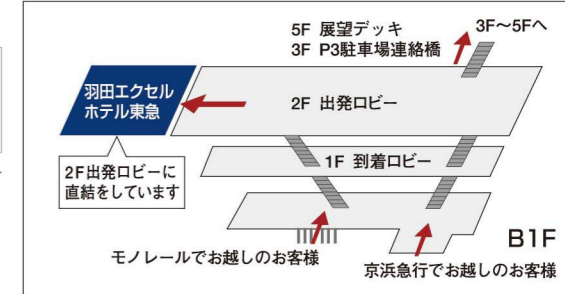 5F 展望デッキ
3F P3駐車場連絡橋
3F〜5Fへ
羽田エクセル
ホテル東急
2F 出発ロビー
2F出発ロビーに
直結をしています
1F 到着ロビー
B1F
モノレールでお越しのお客様
京浜急行でお越しのお客様